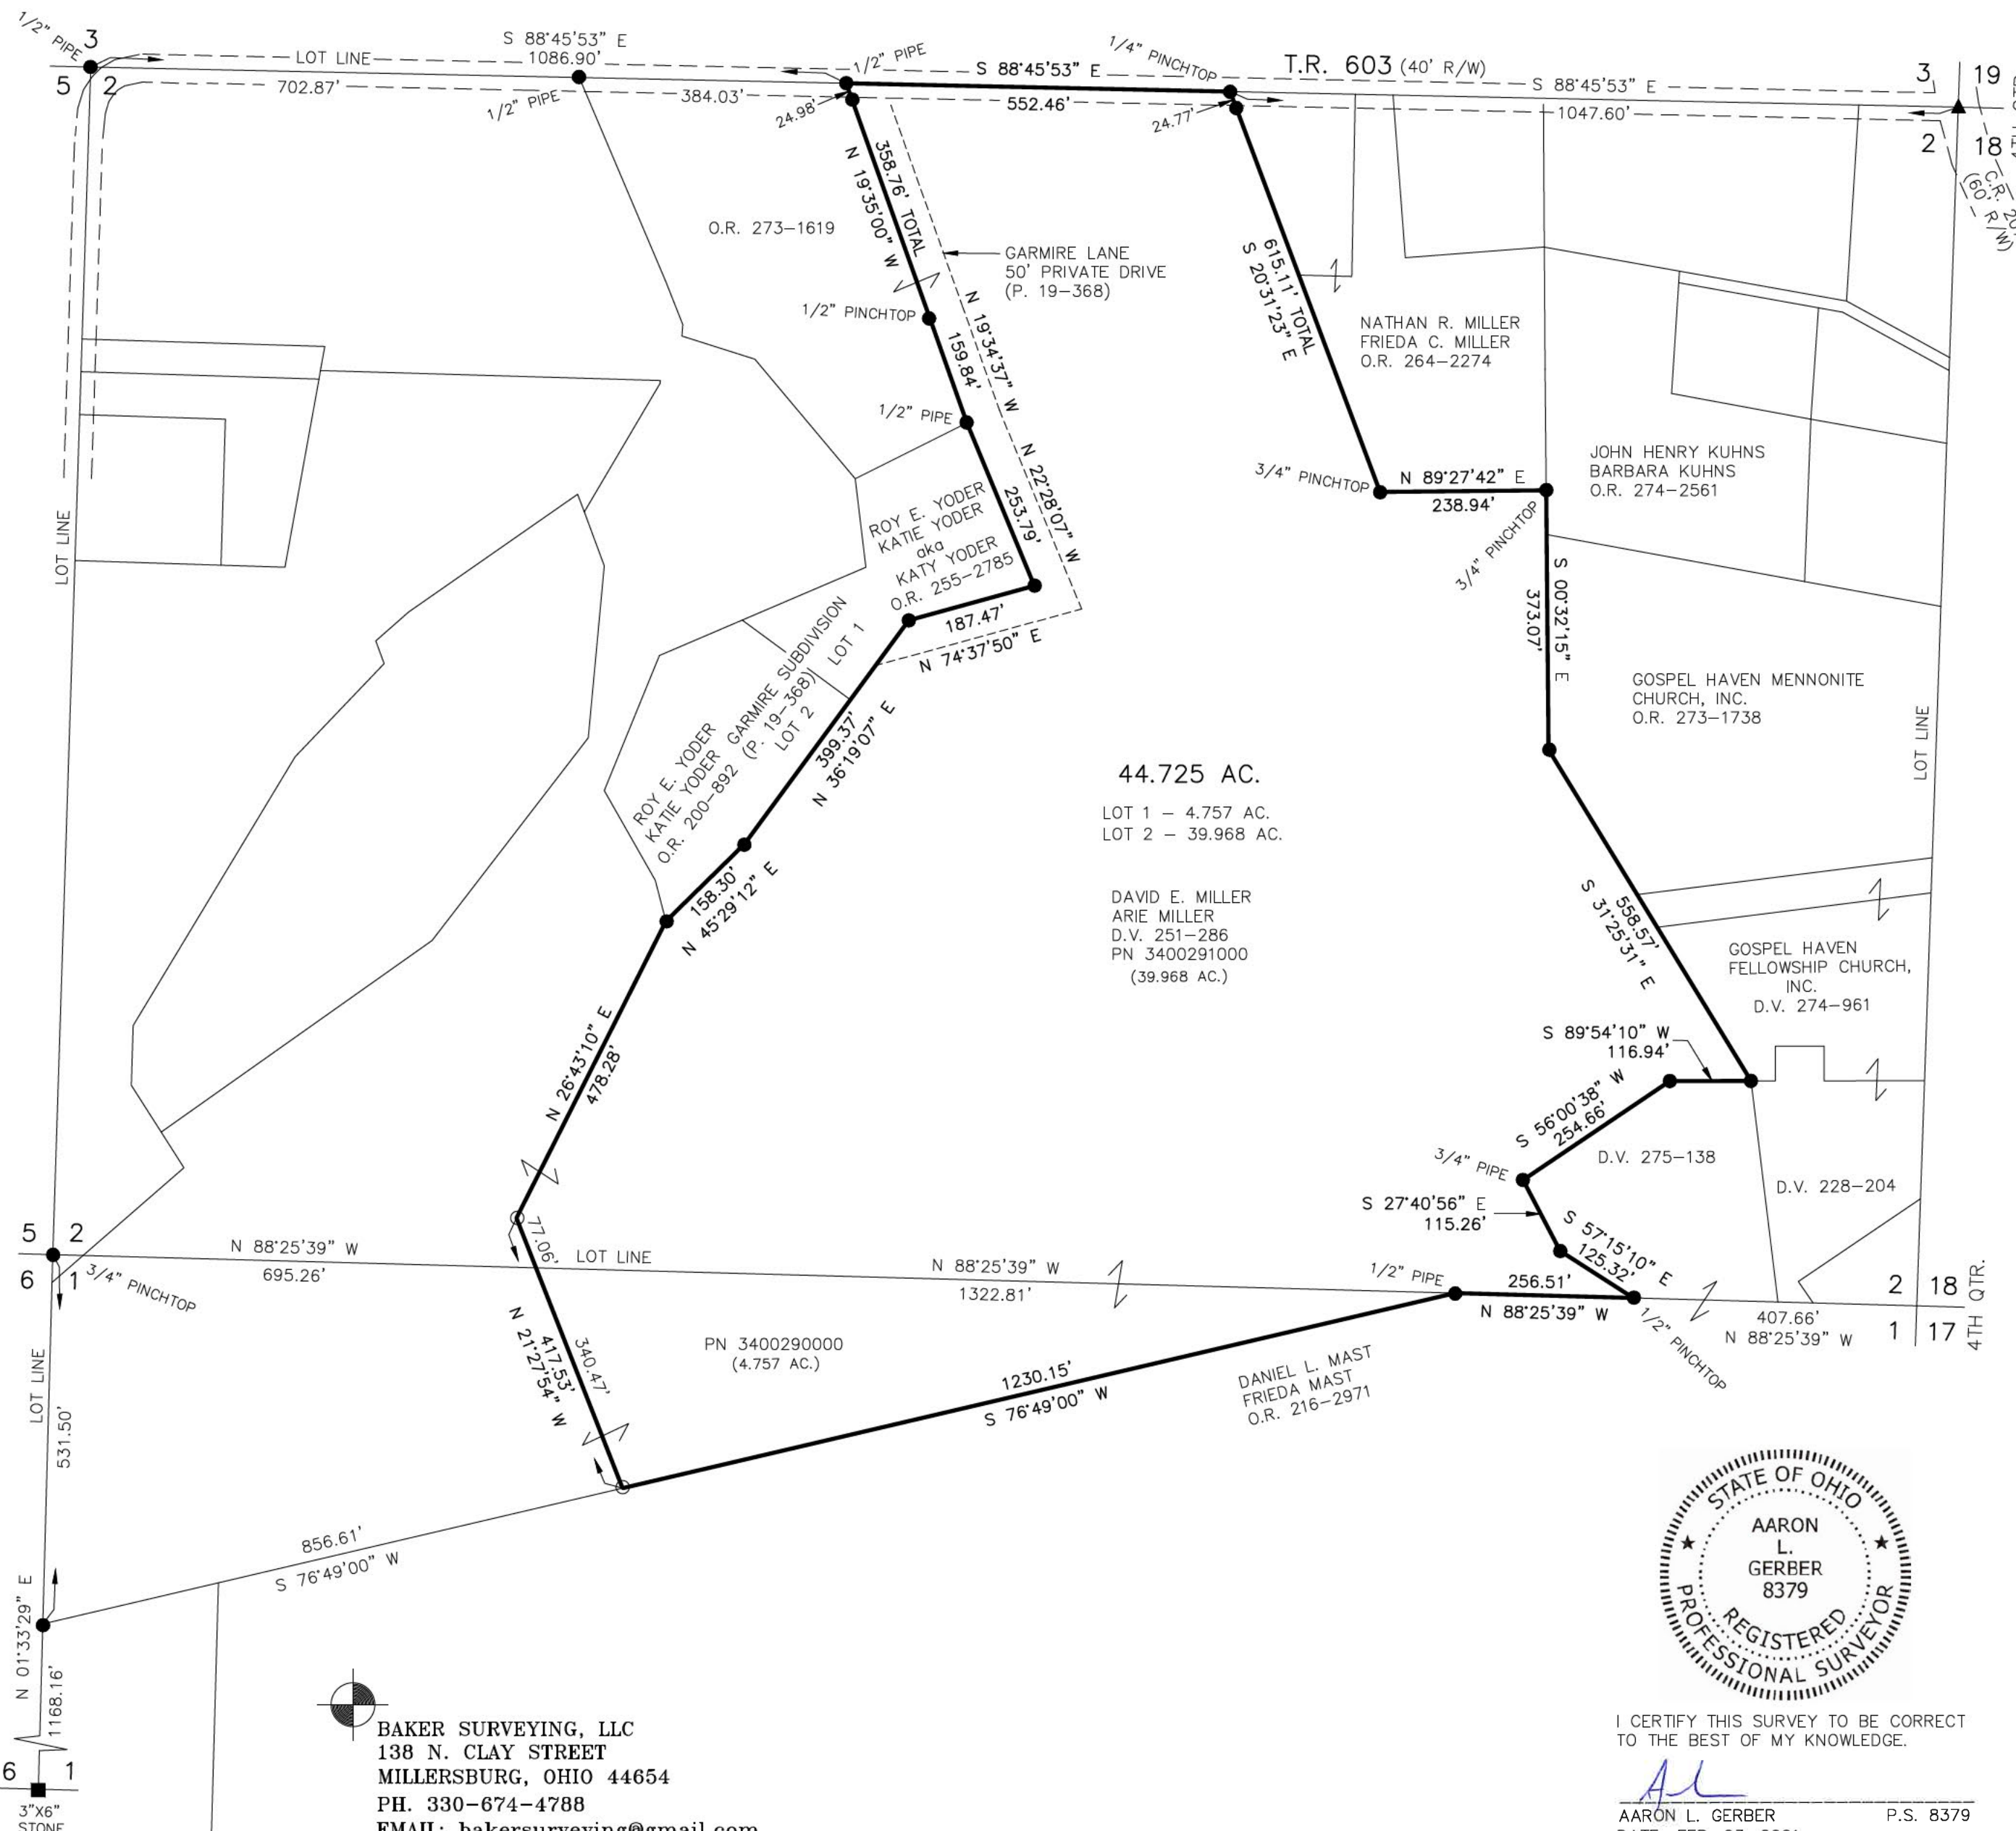 1/2" PIPE
3
5 2
LOT LINE
S 88°45'53" E
1086.90'
702.87'
1/2" PIPE
384.03'
1/2" PIPE
24.98'
S 88°45'53" E
552.46'
1/4" PINCHTOP
24.77'
T.R. 603 (40' R/W)
S 88°45'53" E
1047.60'
3 19
2 18
(60' R/W)
358.76' TOTAL
N 19°35'00" W
O.R. 273-1619
GARMIRE LANE
50' PRIVATE DRIVE
(P. 19-368)
1/2" PINCHTOP
159.84'
N 19°34'37" W
1/2" PIPE
253.79'
N 22°28'07" W
615.11' TOTAL
S 20°31'23" E
NATHAN R. MILLER
FRIEDA C. MILLER
O.R. 264-2274
3/4" PINCHTOP
N 89°27'42" E
238.94'
3/4" PINCHTOP
JOHN HENRY KUHNS
BARBARA KUHNS
O.R. 274-2561
LOT LINE
ROY E. YODER
KATIE YODER
aka
KATY YODER
O.R. 255-2785
187.47'
N 74°37'50" E
S 00°32'15" E
373.07'
GARMIRE SUBDIVISION
(P. 19-368)
LOT 1
LOT 2
ROY E. YODER
KATIE YODER
O.R. 200-892
399.37'
N 36°19'07" E
GOSPEL HAVEN MENNONITE
CHURCH, INC.
O.R. 273-1738
LOT LINE
44.725 AC.
LOT 1 - 4.757 AC.
LOT 2 - 39.968 AC.
DAVID E. MILLER
ARIE MILLER
D.V. 251-286
PN 3400291000
(39.968 AC.)
158.30'
N 45°29'12" E
558.57'
S 31°25'31" E
GOSPEL HAVEN
FELLOWSHIP CHURCH,
INC.
D.V. 274-961
N 26°43'10" E
478.28'
S 89°54'10" W
116.94'
S 56°00'38" W
254.66'
3/4" PIPE
D.V. 275-138
D.V. 228-204
S 27°40'56" E
115.26'
S 57°15'10" E
125.32'
5 2
6 1
3/4" PINCHTOP
N 88°25'39" W
695.26'
77.06'
LOT LINE
N 88°25'39" W
1322.81'
1/2" PIPE
256.51'
N 88°25'39" W
1/2" PINCHTOP
407.66'
N 88°25'39" W
2 18
1 17
4TH QTR.
340.47'
417.53'
N 21°27'54" W
PN 3400290000
(4.757 AC.)
1230.15'
S 76°49'00" W
DANIEL L. MAST
FRIEDA MAST
O.R. 216-2971
LOT LINE
531.50'
856.61'
S 76°49'00" W
N 01°33'29" E
1168.16'
6 1
3"X6"
STONE
BAKER SURVEYING, LLC
138 N. CLAY STREET
MILLERSBURG, OHIO 44654
PH. 330-674-4788
EMAIL: bakersurveying@gmail.com
STATE OF OHIO
AARON
L.
GERBER
8379
REGISTERED
PROFESSIONAL SURVEYOR
I CERTIFY THIS SURVEY TO BE CORRECT
TO THE BEST OF MY KNOWLEDGE.
AARON L. GERBER P.S. 8379